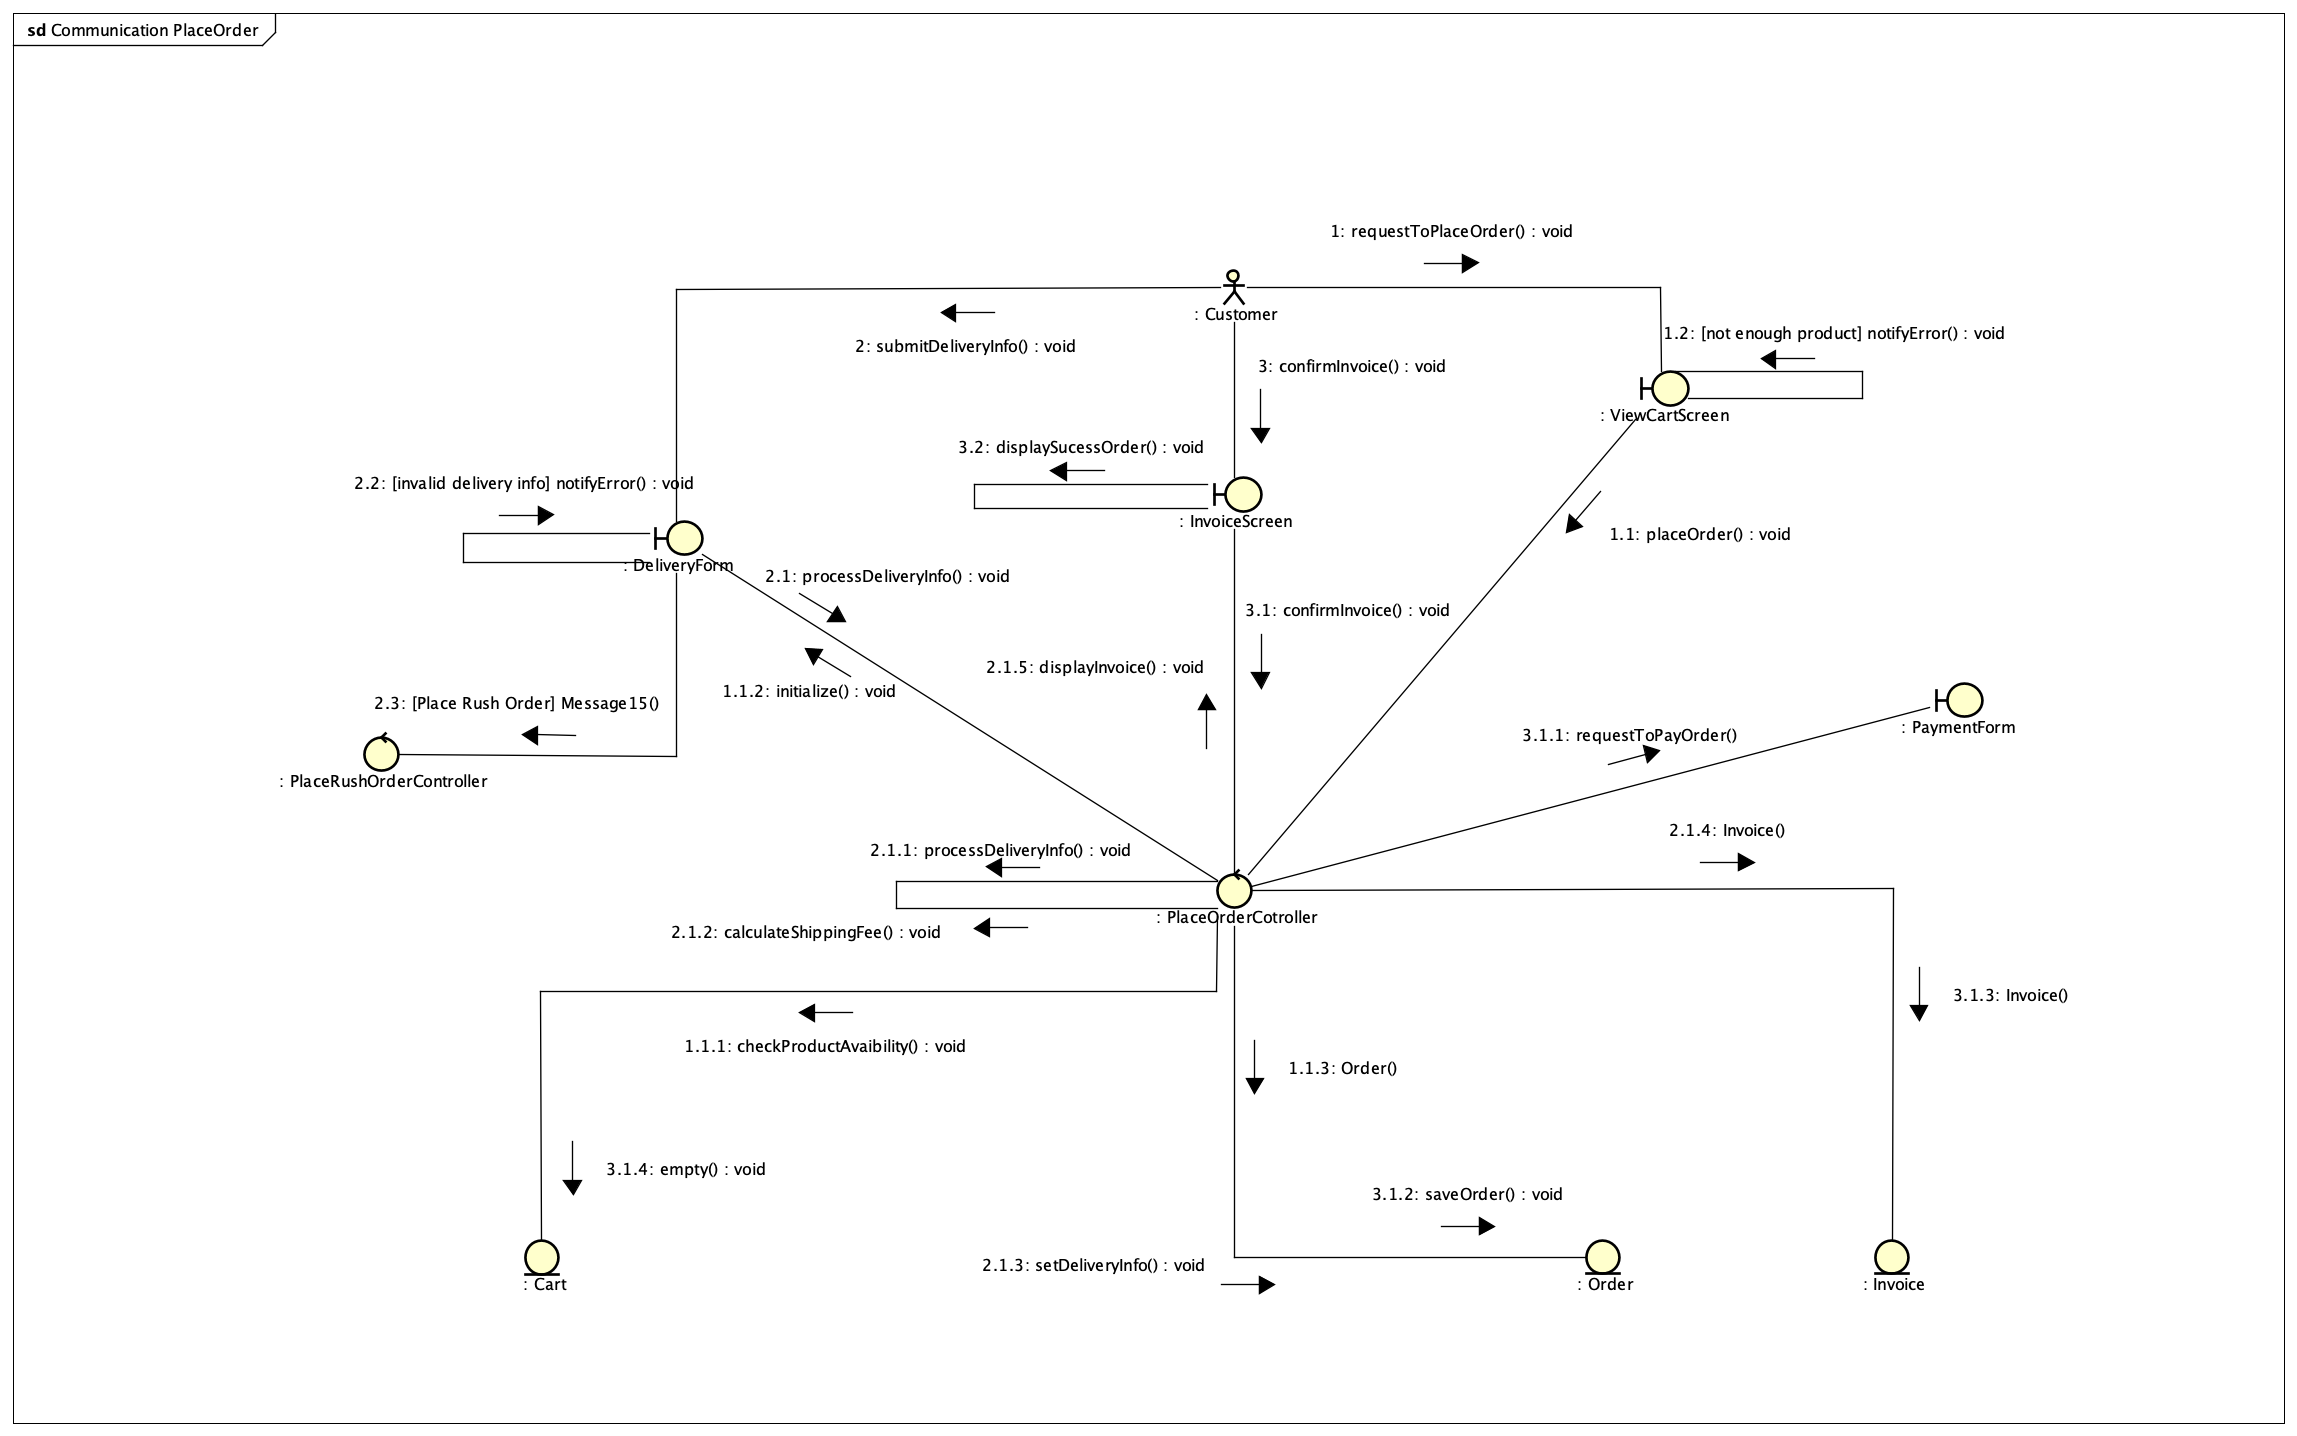 sd Communication PlaceOrder
1: requestToPlaceOrder() : void
: Customer
1.2: [not enough product] notifyError() : void
2: submitDeliveryInfo() : void
3: confirmInvoice() : void
: ViewCartScreen
3.2: displaySucessOrder() : void
2.2: [invalid delivery info] notifyError() : void
: InvoiceScreen
1.1: placeOrder() : void
: DeliveryForm
2.1: processDeliveryInfo() : void
3.1: confirmInvoice() : void
2.1.5: displayInvoice() : void
1.1.2: initialize() : void
2.3: [Place Rush Order] Message15()
: PaymentForm
3.1.1: requestToPayOrder()
: PlaceRushOrderController
2.1.4: Invoice()
2.1.1: processDeliveryInfo() : void
: PlaceOrderCotroller
2.1.2: calculateShippingFee() : void
3.1.3: Invoice()
1.1.1: checkProductAvaibility() : void
1.1.3: Order()
3.1.4: empty() : void
3.1.2: saveOrder() : void
2.1.3: setDeliveryInfo() : void
: Cart
: Order
: Invoice